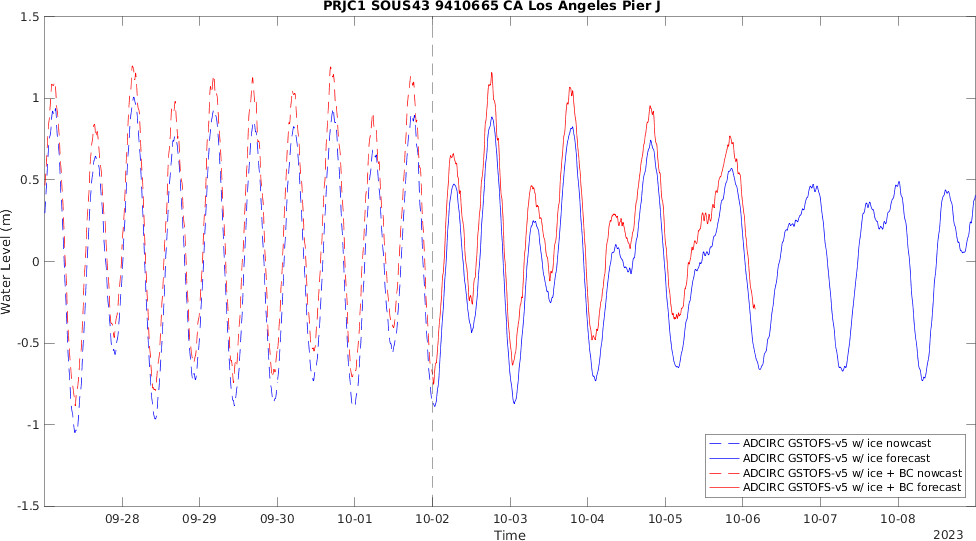 PRJC1 SOUS43 9410665 CA Los Angeles Pier J
1.5
1
0.5
0
-0.5
-1
-1.5
Water Level (m)
ADCIRC GSTOFS-v5 w/ ice nowcast
ADCIRC GSTOFS-v5 w/ ice forecast
ADCIRC GSTOFS-v5 w/ ice + BC nowcast
ADCIRC GSTOFS-v5 w/ ice + BC forecast
09-28 09-29 09-30 10-01 10-02 10-03 10-04 10-05 10-06 10-07 10-08
Time
2023